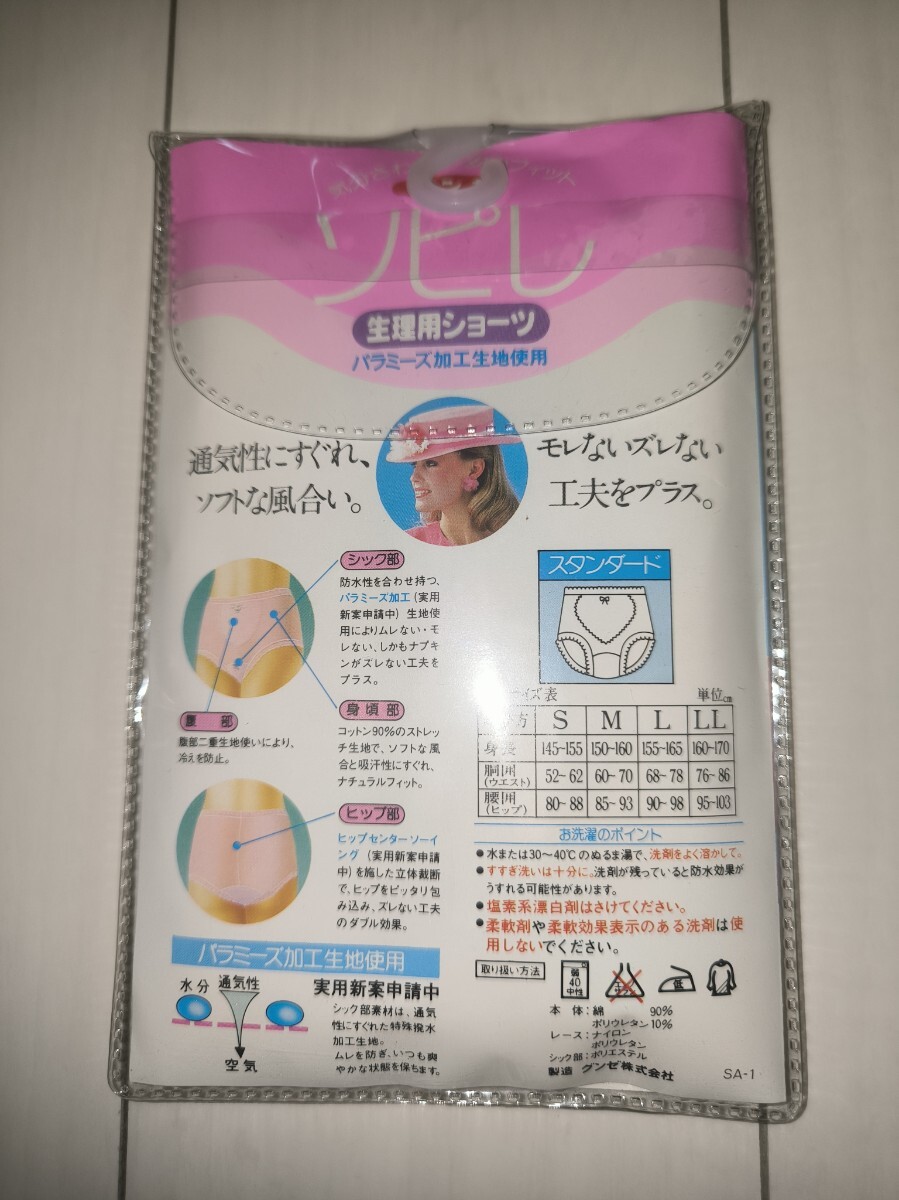 フィット
ソピレ
生理用ショーツ
パラミーズ加工生地使用
通気性にすぐれ、
ソフトな風合い。
モレないズレない
工夫をプラス。
シック部
防水性を合わせ持つ、
パラミーズ加工(実用
新案申請中)生地使
用によりムレない・モ
レない、しかもナプキ
ンがズレない工夫を
プラス。
腹部
腹部二重生地使いにより、
冷えを防止。
身頃部
コットン90%のストレッ
チ生地で、ソフトな風
合と吸汗性にすぐれ、
ナチュラルフィット。
ヒップ部
ヒップセンターソーイ
ング(実用新案申請
中)を施した立体裁断
で、ヒップをピッタリ包
み込み、ズレない工夫
のダブル効果。
パラミーズ加工生地使用
水分 通気性
空気
実用新案申請中
シック部素材は、通気
性にすぐれた特殊撥水
加工生地。
ムレを防ぎ、いつも爽
やかな状態を保ちます。
スタンダード
イズ表 単位cm
方 S M L LL
身長 145~155 150~160 155~165 160~170
胴囲(ウエスト) 52~62 60~70 68~78 76~86
腰囲(ヒップ) 80~88 85~93 90~98 95~103
お洗濯のポイント
●水または30~40℃のぬるま湯で、洗剤をよく溶かして。
●すすぎ洗いは十分に。洗剤が残っていると防水効果が
うすれる可能性があります。
●塩素系漂白剤はさけてください。
●柔軟剤や柔軟効果表示のある洗剤は使
用しないでください。
取り扱い方法 弱 40 中性 エンソ サラシ 低
本体:綿 90%
ポリウレタン 10%
レース:ナイロン
ポリウレタン
シック部:ポリエステル
製造 グンゼ株式会社 SA-1